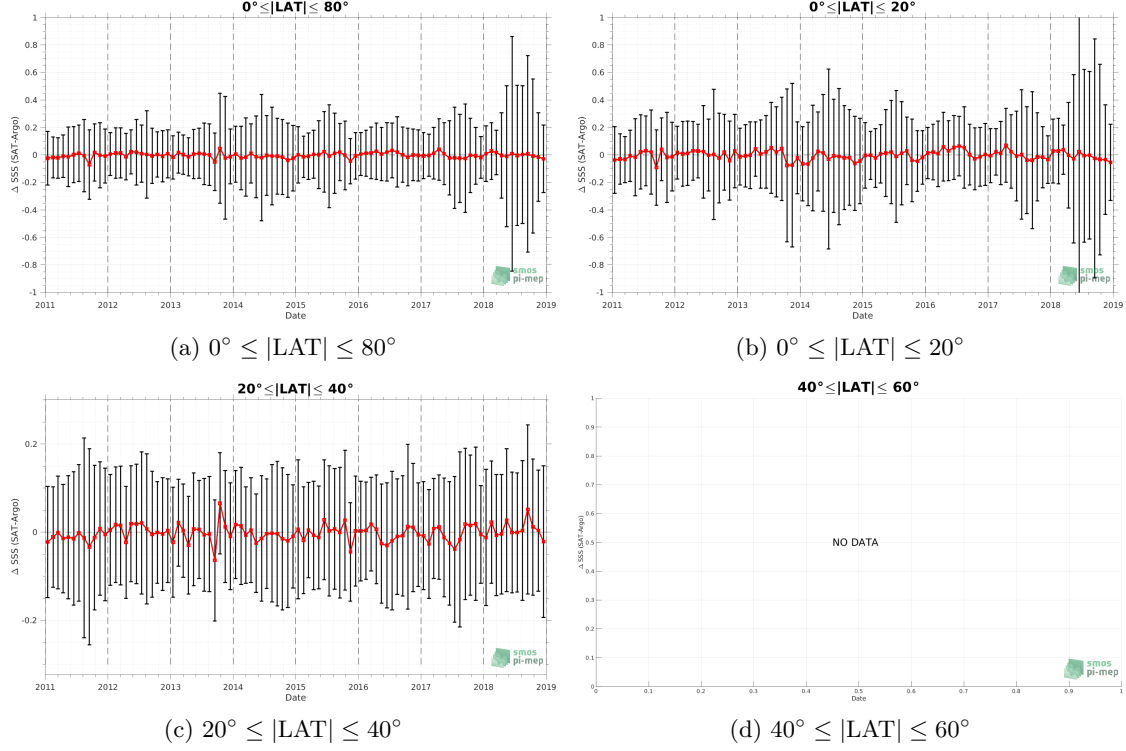 0°≤|LAT|≤ 80°
1
0.8
0.6
0.4
0.2
0
-0.2
-0.4
-0.6
-0.8
-1
Δ SSS (SAT-Argo)
2011 2012 2013 2014 2015 2016 2017 2018 2019
Date
smos
pi-mep
(a) 0° ≤ |LAT| ≤ 80°
0°≤|LAT|≤ 20°
1
0.8
0.6
0.4
0.2
0
-0.2
-0.4
-0.6
-0.8
-1
Δ SSS (SAT-Argo)
2011 2012 2013 2014 2015 2016 2017 2018 2019
Date
smos
pi-mep
(b) 0° ≤ |LAT| ≤ 20°
20°≤|LAT|≤ 40°
0.2
0
-0.2
Δ SSS (SAT-Argo)
2011 2012 2013 2014 2015 2016 2017 2018 2019
Date
smos
pi-mep
(c) 20° ≤ |LAT| ≤ 40°
40°≤|LAT|≤ 60°
1
0.9
0.8
0.7
0.6
0.5
0.4
0.3
0.2
0.1
0
Δ SSS (SAT-Argo)
NO DATA
0 0.1 0.2 0.3 0.4 0.5 0.6 0.7 0.8 0.9 1
Date
smos
pi-mep
(d) 40° ≤ |LAT| ≤ 60°